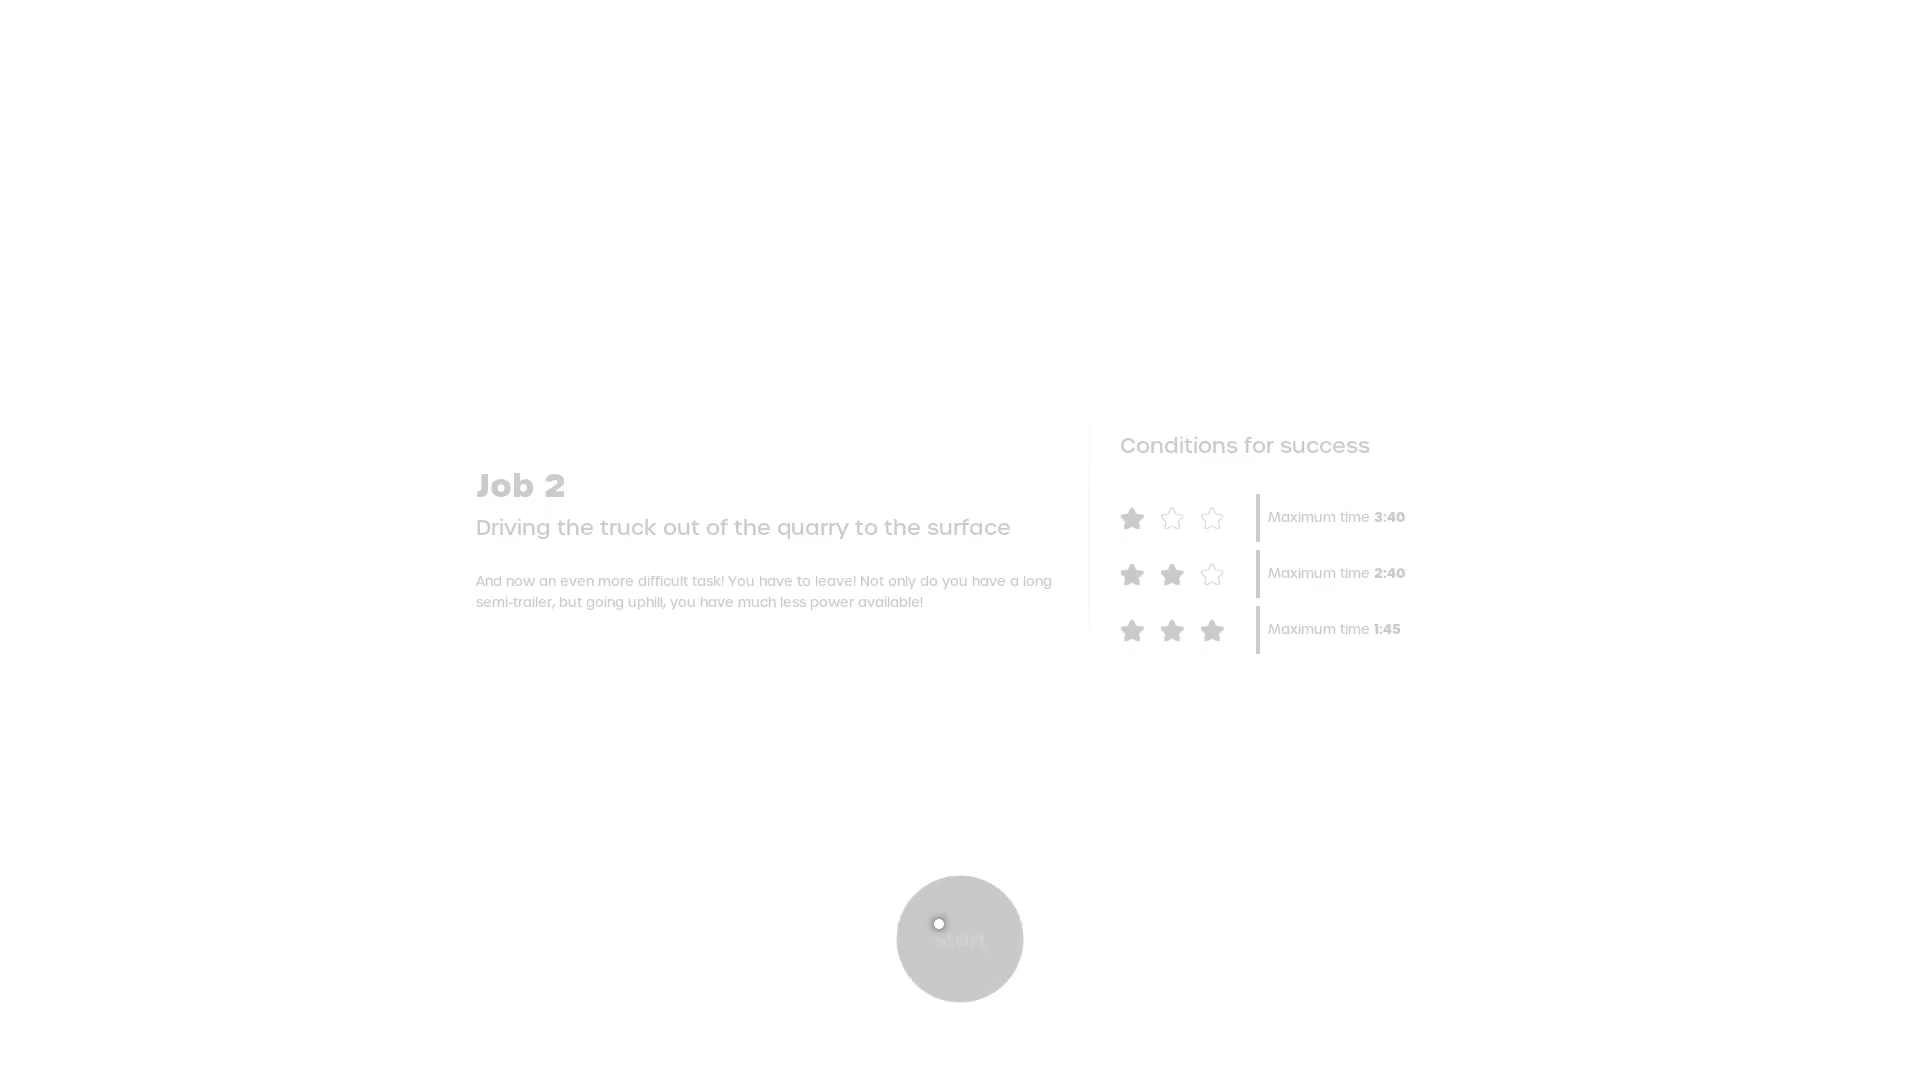 Job 2
Driving the truck out of the quarry to the surface
And now an even more difficult task! You have to leave! Not only do you have a long
semi-trailer, but going uphill, you have much less power available!
Conditions for success
Maximum time 3:40
Maximum time 2:40
Maximum time 1:45
start